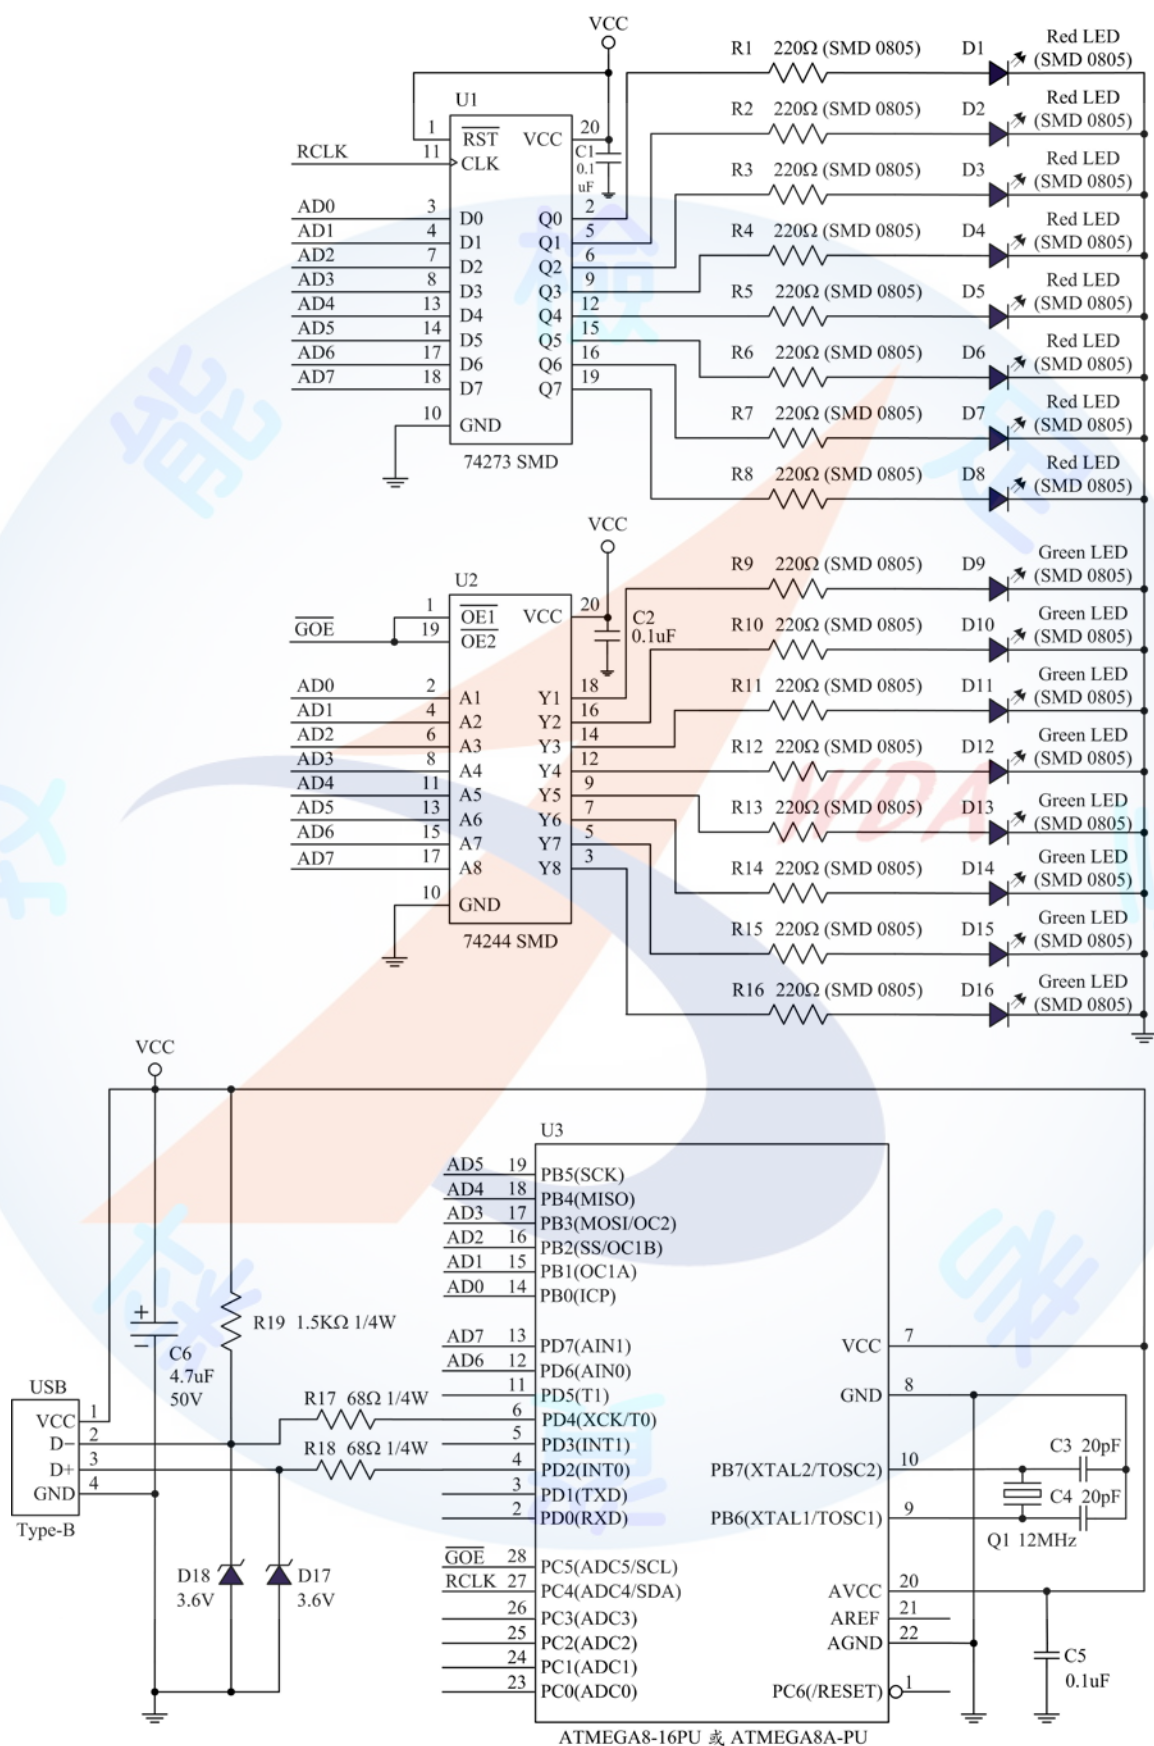 VCC
R1 220Ω (SMD 0805) D1 Red LED (SMD 0805)
R2 220Ω (SMD 0805) D2 Red LED (SMD 0805)
R3 220Ω (SMD 0805) D3 Red LED (SMD 0805)
R4 220Ω (SMD 0805) D4 Red LED (SMD 0805)
R5 220Ω (SMD 0805) D5 Red LED (SMD 0805)
R6 220Ω (SMD 0805) D6 Red LED (SMD 0805)
R7 220Ω (SMD 0805) D7 Red LED (SMD 0805)
R8 220Ω (SMD 0805) D8 Red LED (SMD 0805)
U1
1 RST VCC 20
RCLK 11 CLK
C1
0.1
uF
AD0 3 D0 Q0 2
AD1 4 D1 Q1 5
AD2 7 D2 Q2 6
AD3 8 D3 Q3 9
AD4 13 D4 Q4 12
AD5 14 D5 Q5 15
AD6 17 D6 Q6 16
AD7 18 D7 Q7 19
10 GND
74273 SMD
VCC
R9 220Ω (SMD 0805) D9 Green LED (SMD 0805)
R10 220Ω (SMD 0805) D10 Green LED (SMD 0805)
R11 220Ω (SMD 0805) D11 Green LED (SMD 0805)
R12 220Ω (SMD 0805) D12 Green LED (SMD 0805)
R13 220Ω (SMD 0805) D13 Green LED (SMD 0805)
R14 220Ω (SMD 0805) D14 Green LED (SMD 0805)
R15 220Ω (SMD 0805) D15 Green LED (SMD 0805)
R16 220Ω (SMD 0805) D16 Green LED (SMD 0805)
U2
1 OE1 VCC 20
GOE 19 OE2
C2
0.1uF
AD0 2 A1 Y1 18
AD1 4 A2 Y2 16
AD2 6 A3 Y3 14
AD3 8 A4 Y4 12
AD4 11 A5 Y5 9
AD5 13 A6 Y6 7
AD6 15 A7 Y7 5
AD7 17 A8 Y8 3
10 GND
74244 SMD
WDA
VCC
U3
AD5 19 PB5(SCK)
AD4 18 PB4(MISO)
AD3 17 PB3(MOSI/OC2)
AD2 16 PB2(SS/OC1B)
AD1 15 PB1(OC1A)
AD0 14 PB0(ICP)
AD7 13 PD7(AIN1) VCC 7
AD6 12 PD6(AIN0)
11 PD5(T1) GND 8
6 PD4(XCK/T0)
5 PD3(INT1)
4 PD2(INT0) PB7(XTAL2/TOSC2) 10
3 PD1(TXD)
2 PD0(RXD) PB6(XTAL1/TOSC1) 9
GOE 28 PC5(ADC5/SCL)
RCLK 27 PC4(ADC4/SDA) AVCC 20
26 PC3(ADC3) AREF 21
25 PC2(ADC2) AGND 22
24 PC1(ADC1)
23 PC0(ADC0) PC6(/RESET) 1
ATMEGA8-16PU 或 ATMEGA8A-PU
R19 1.5KΩ 1/4W
+
−
C6
4.7uF
50V
R17 68Ω 1/4W
R18 68Ω 1/4W
USB
VCC 1
D− 2
D+ 3
GND 4
Type-B
D18
3.6V
D17
3.6V
C3 20pF
C4 20pF
Q1 12MHz
C5
0.1uF